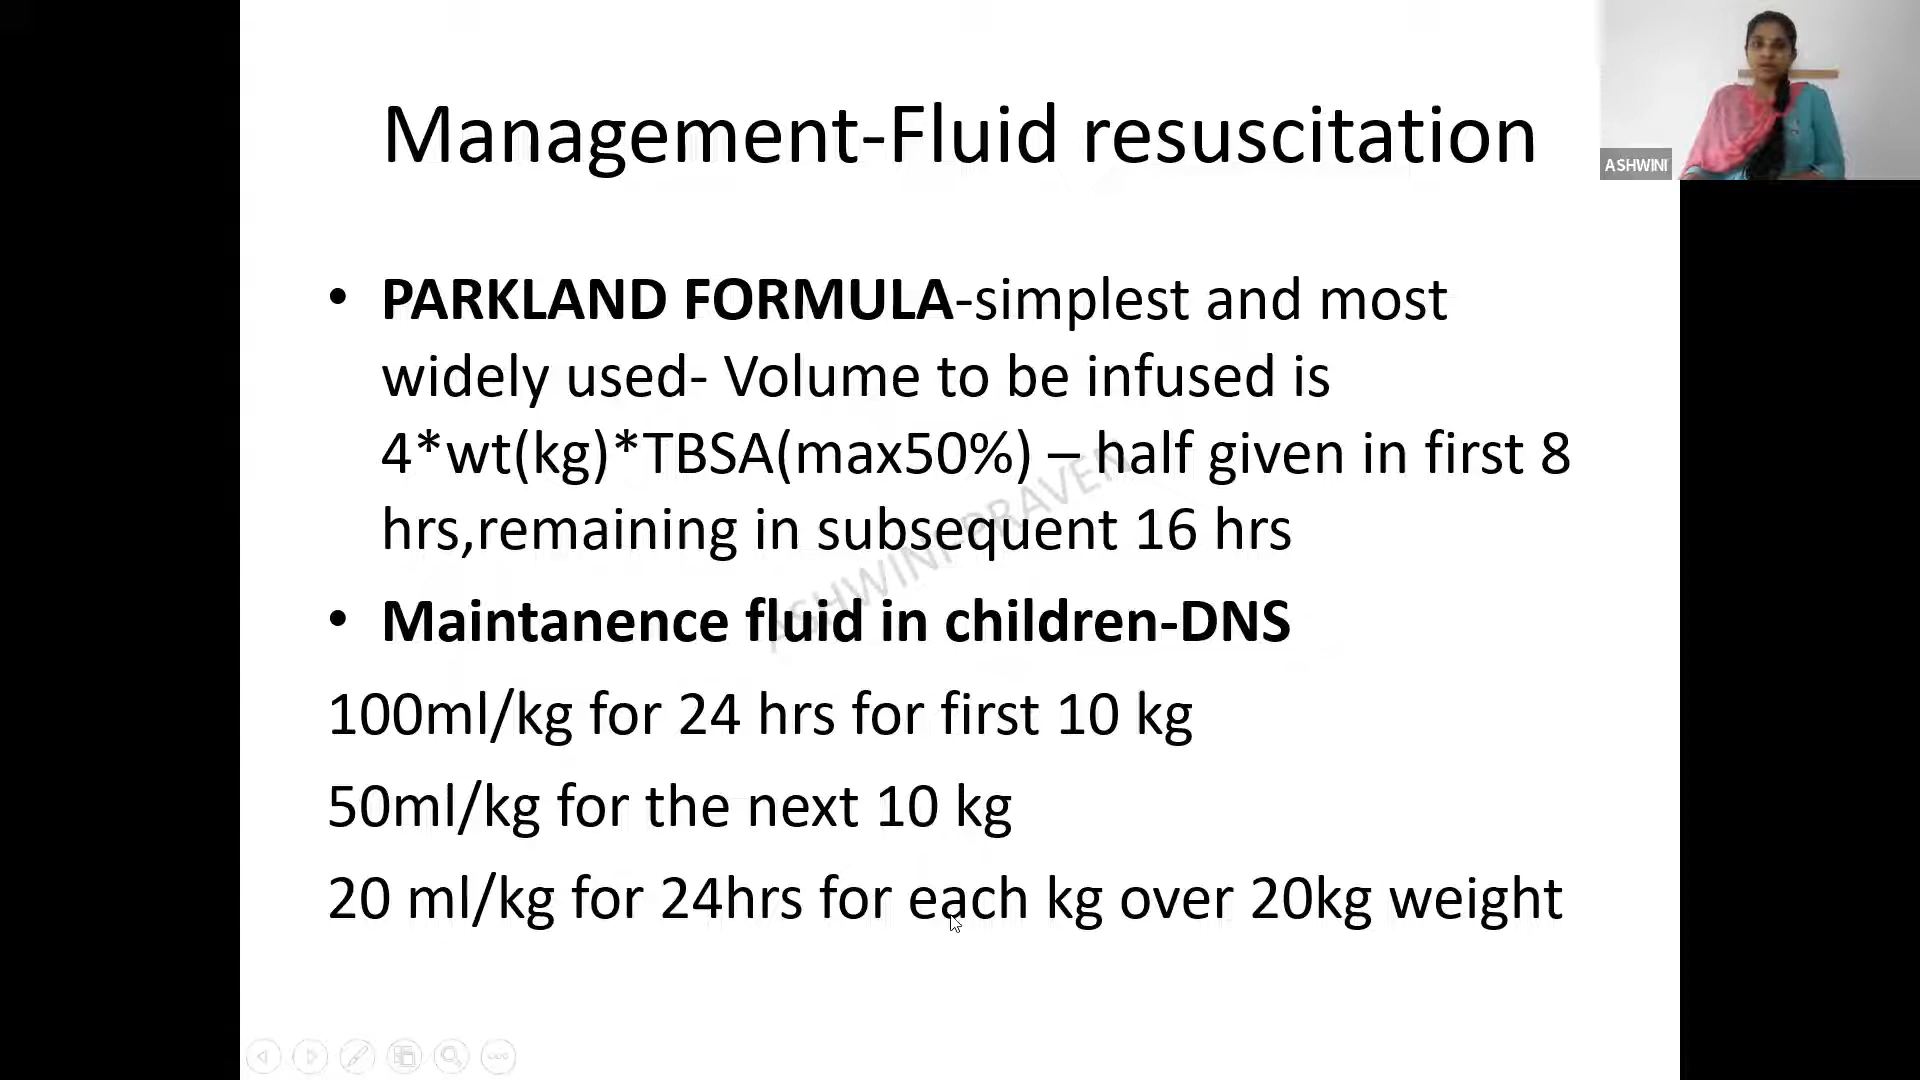 Management-Fluid resuscitation
ASHWINI
• PARKLAND FORMULA-simplest and most
widely used- Volume to be infused is
4*wt(kg)*TBSA(max50%) – half given in first 8
hrs,remaining in subsequent 16 hrs
• Maintanence fluid in children-DNS
100ml/kg for 24 hrs for first 10 kg
50ml/kg for the next 10 kg
20 ml/kg for 24hrs for each kg over 20kg weight